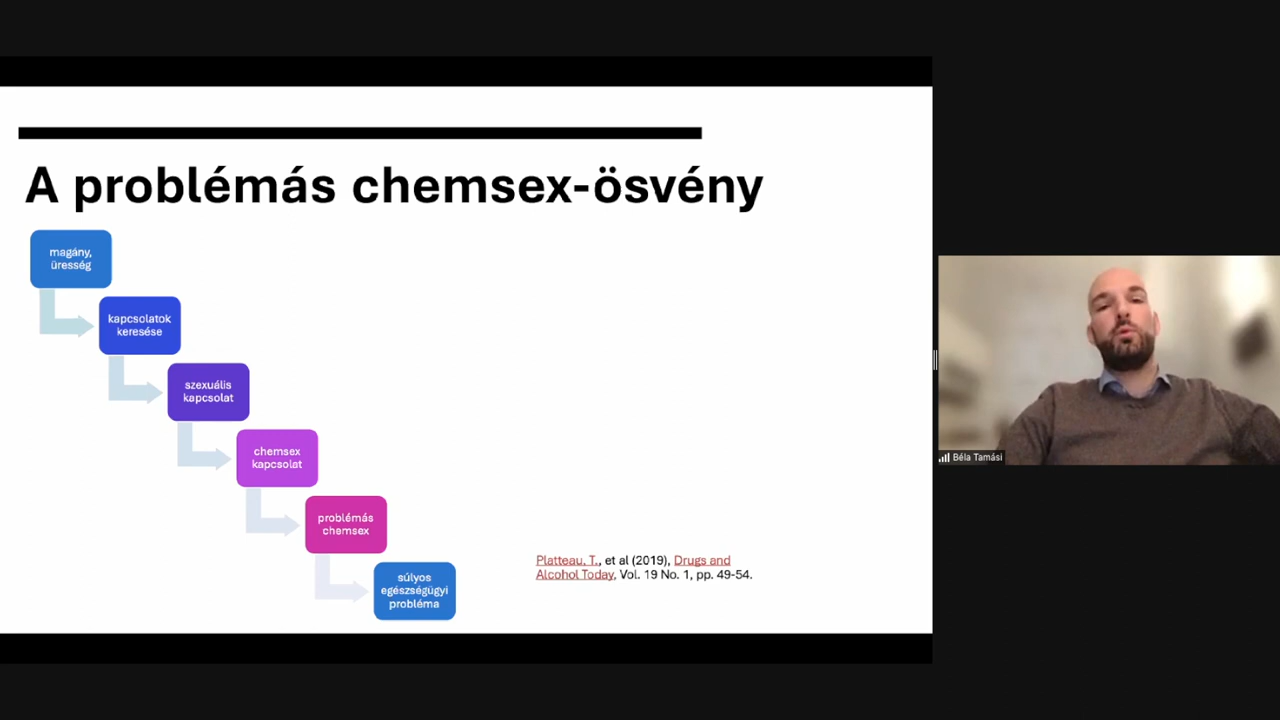 A problémás chemsex-ösvény
magány,
üresség
kapcsolatok
keresése
szexuális
kapcsolat
chemsex
kapcsolat
problémás
chemsex
súlyos
egészségügyi
probléma
Platteau, T., et al (2019), Drugs and
Alcohol Today, Vol. 19 No. 1, pp. 49-54.
Béla Tamási